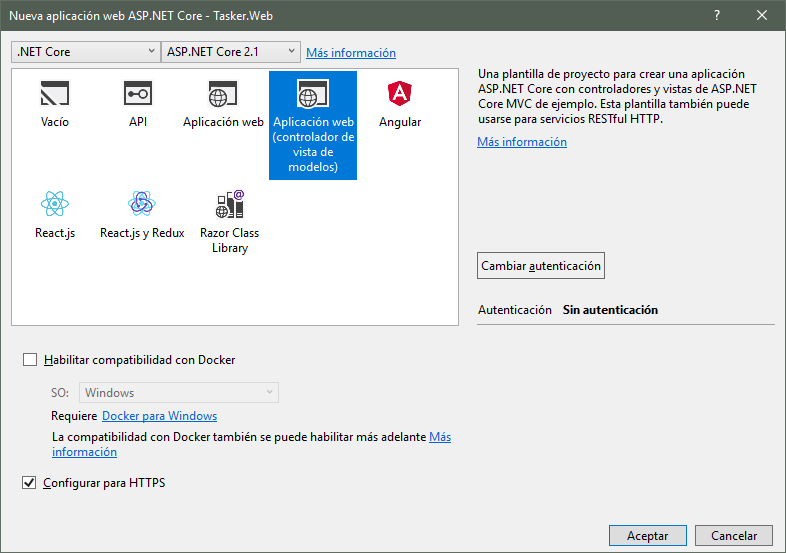 Nueva aplicación web ASP.NET Core - Tasker.Web
.NET Core
ASP.NET Core 2.1
Más información
Vacío
API
Aplicación web
Aplicación web
(controlador de
vista de
modelos)
Angular
React.js
React.js y Redux
Razor Class
Library
Una plantilla de proyecto para crear una aplicación
ASP.NET Core con controladores y vistas de ASP.NET
Core MVC de ejemplo. Esta plantilla también puede
usarse para servicios RESTful HTTP.
Más información
Cambiar autenticación
Autenticación Sin autenticación
Habilitar compatibilidad con Docker
SO: Windows
Requiere Docker para Windows
La compatibilidad con Docker también se puede habilitar más adelante Más
información
Configurar para HTTPS
Aceptar
Cancelar